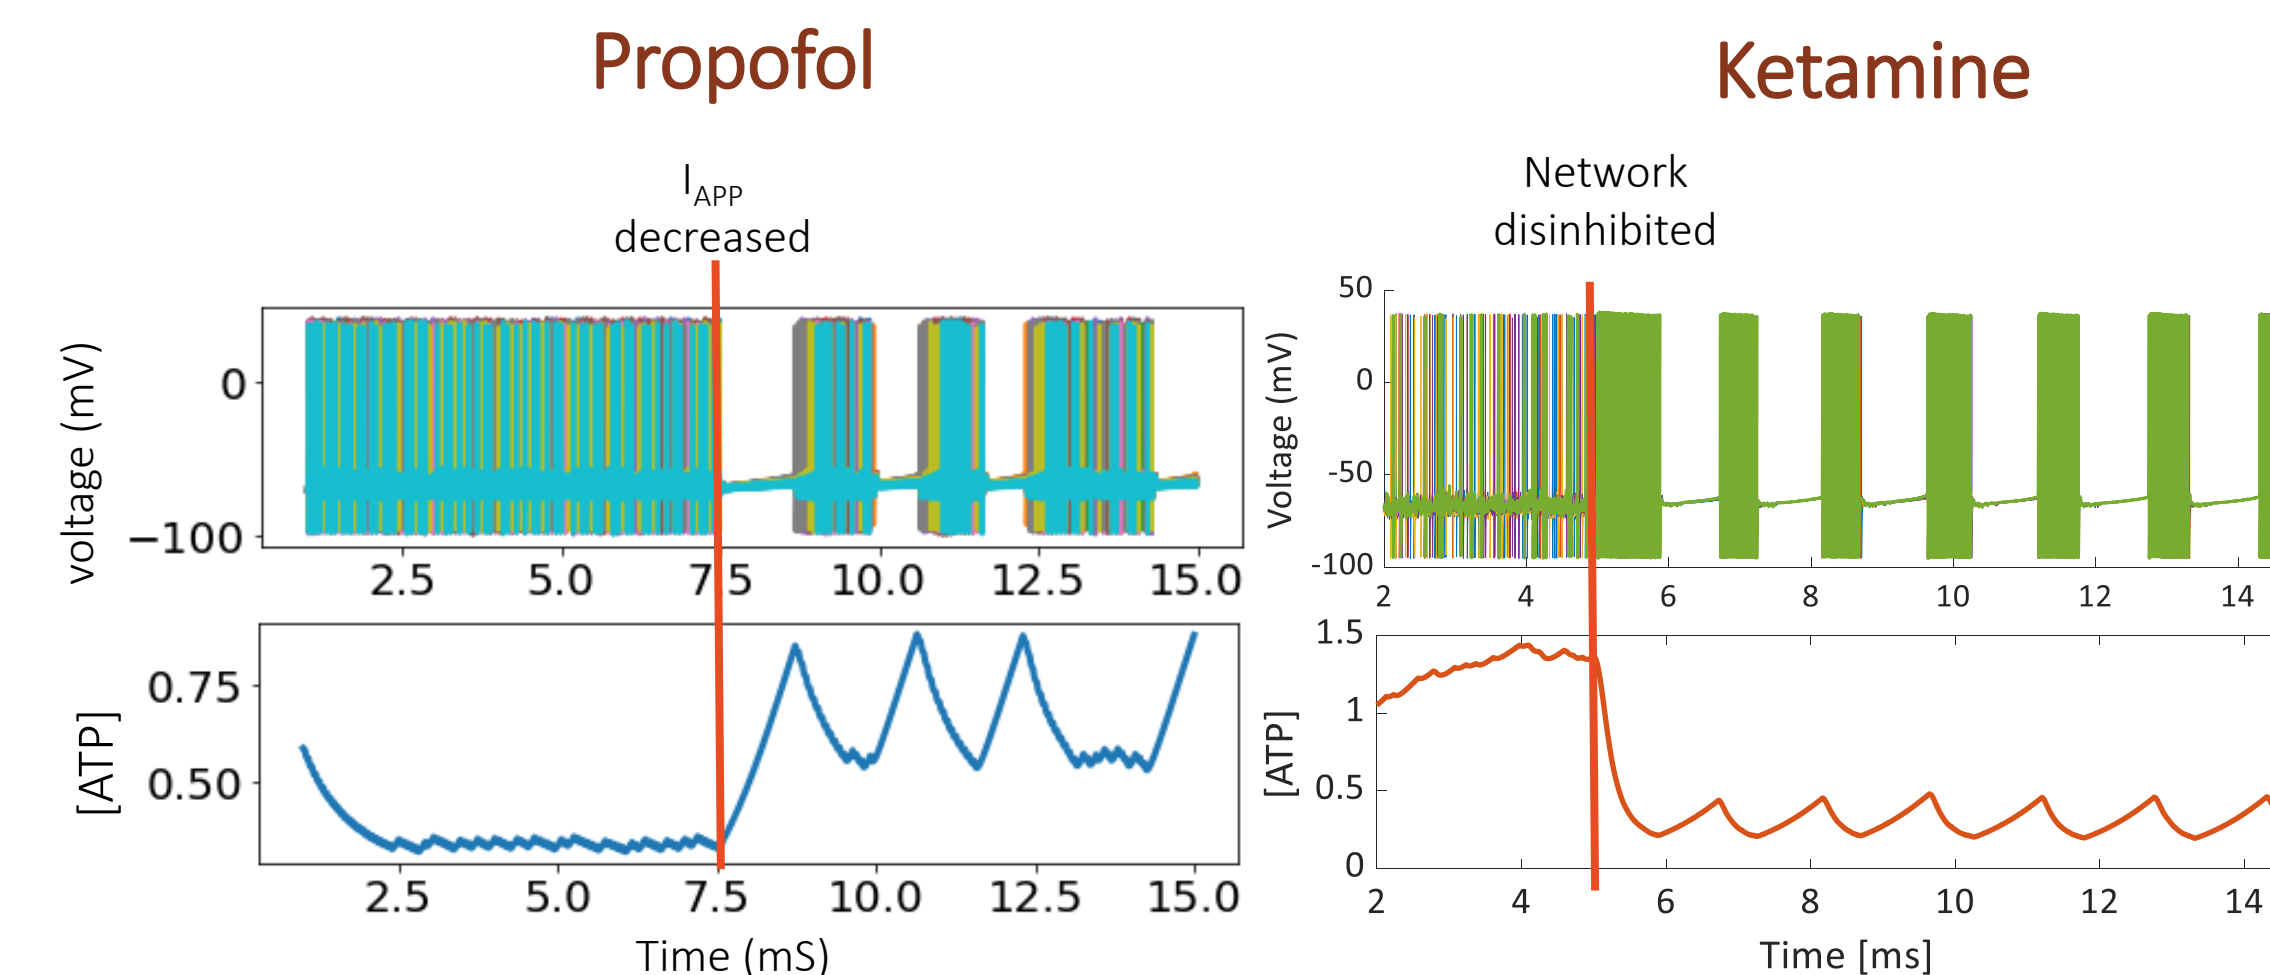 Propofol
Ketamine
I_APP
decreased
Network
disinhibited
voltage (mV)
0
−100
2.5 5.0 7.5 10.0 12.5 15.0
[ATP]
0.75
0.50
2.5 5.0 7.5 10.0 12.5 15.0
Time (mS)
Voltage (mV)
50
0
-50
-100
2 4 6 8 10 12 14
[ATP]
1.5
1
0.5
0
2 4 6 8 10 12 14
Time [ms]